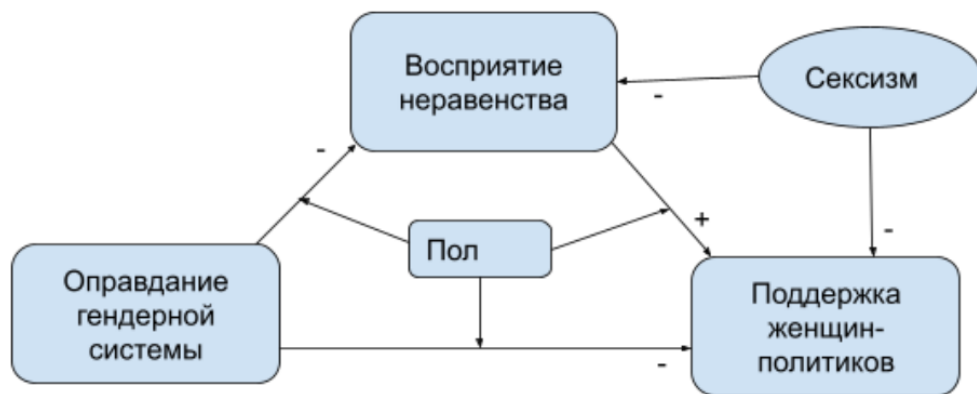 Восприятие
неравенства
Сексизм
-
-
+
-
Пол
Оправдание
гендерной
системы
-
Поддержка
женщин-
политиков